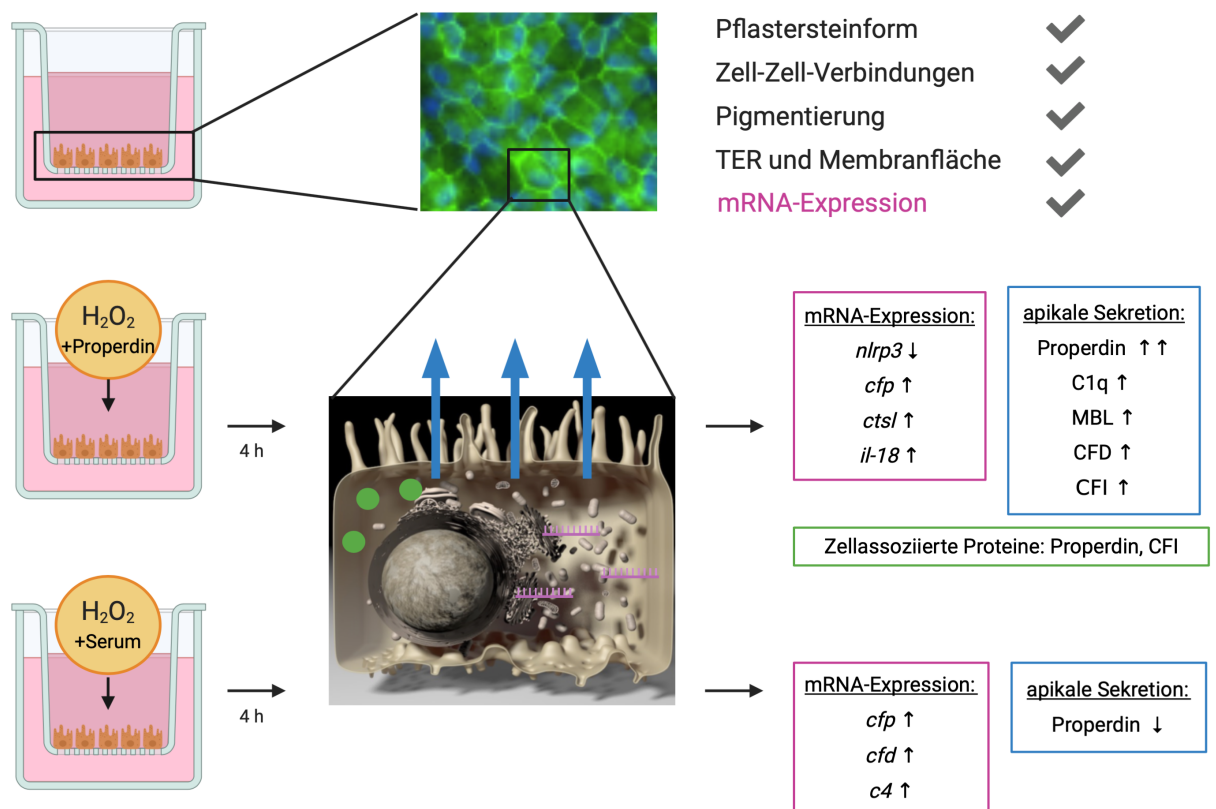 Pflastersteinform ✔
Zell-Zell-Verbindungen ✔
Pigmentierung ✔
TER und Membranfläche ✔
mRNA-Expression ✔
H₂O₂
+Properdin
4 h
mRNA-Expression:
nlrp3 ↓
cfp ↑
ctsl ↑
il-18 ↑
apikale Sekretion:
Properdin ↑↑
C1q ↑
MBL ↑
CFD ↑
CFI ↑
Zellassoziierte Proteine: Properdin, CFI
H₂O₂
+Serum
4 h
mRNA-Expression:
cfp ↑
cfd ↑
c4 ↑
apikale Sekretion:
Properdin ↓